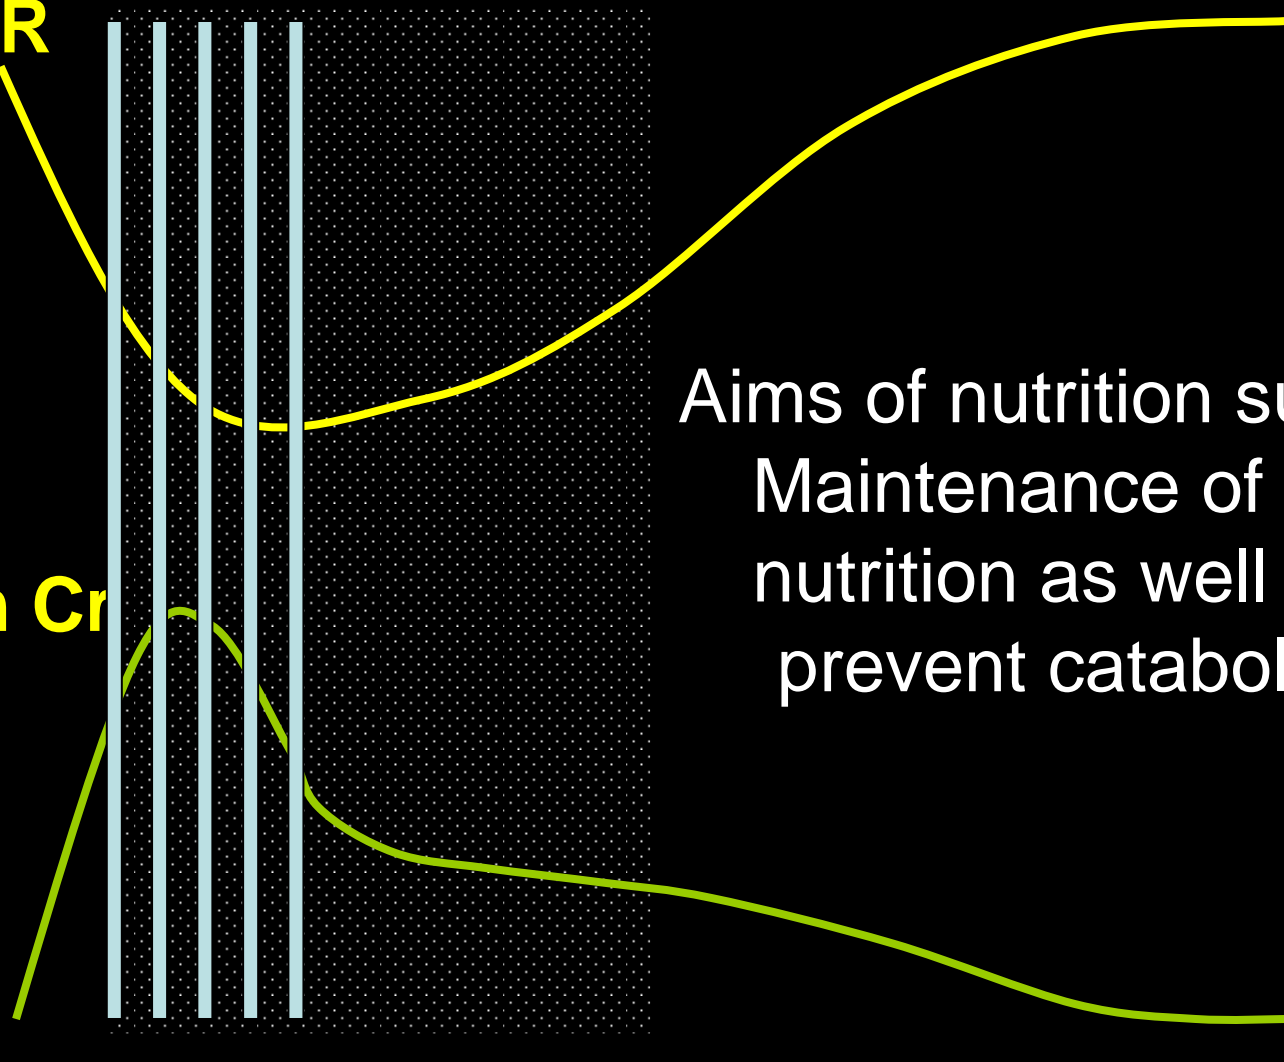 R
Aims of nutrition su
Maintenance of
nutrition as well
prevent catabol
n Cr